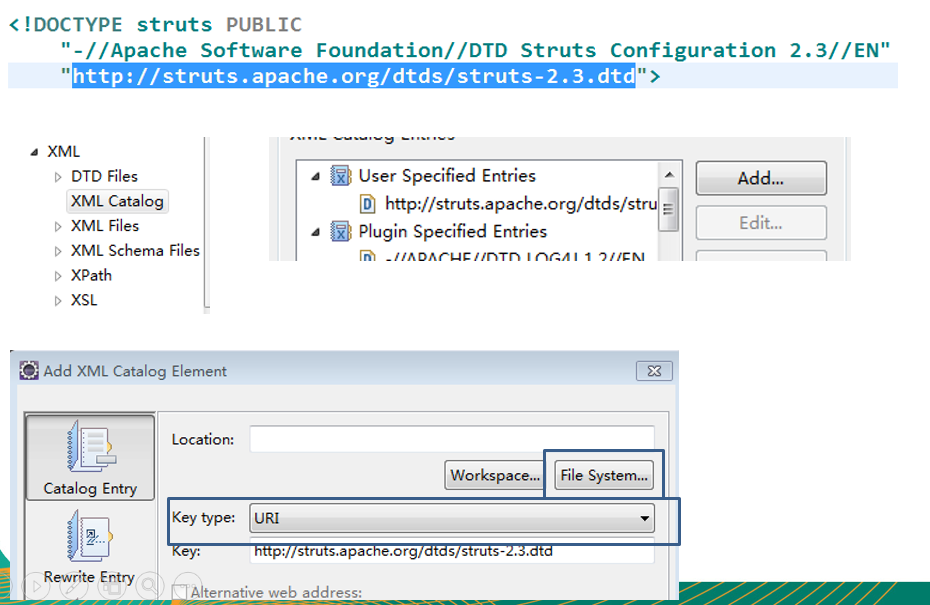 <!DOCTYPE struts PUBLIC
"-//Apache Software Foundation//DTD Struts Configuration 2.3//EN"
"http://struts.apache.org/dtds/struts-2.3.dtd">
XML
DTD Files
XML Catalog
XML Files
XML Schema Files
XPath
XSL
XML Catalog Entries
User Specified Entries
http://struts.apache.org/dtds/stru
Plugin Specified Entries
-//APACHE//DTD LOG4J 1.2//EN
Add...
Edit...
Add XML Catalog Element
Catalog Entry
Rewrite Entry
Location:
Workspace...
File System...
Key type:
URI
Key:
http://struts.apache.org/dtds/struts-2.3.dtd
Alternative web address: